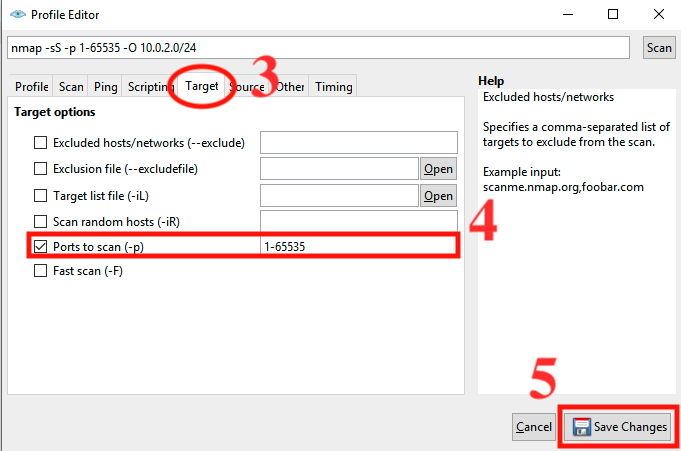 Profile Editor
nmap -sS -p 1-65535 -O 10.0.2.0/24
Scan
3
Profile Scan Ping Scripting Target Source Other Timing
Help
Target options
Excluded hosts/networks
Excluded hosts/networks (--exclude)
Specifies a comma-separated list of
targets to exclude from the scan.
Exclusion file (--excludefile)
Open
Example input:
scanme.nmap.org,foobar.com
Target list file (-iL)
Open
Scan random hosts (-iR)
4
Ports to scan (-p)
1-65535
Fast scan (-F)
5
Cancel
Save Changes